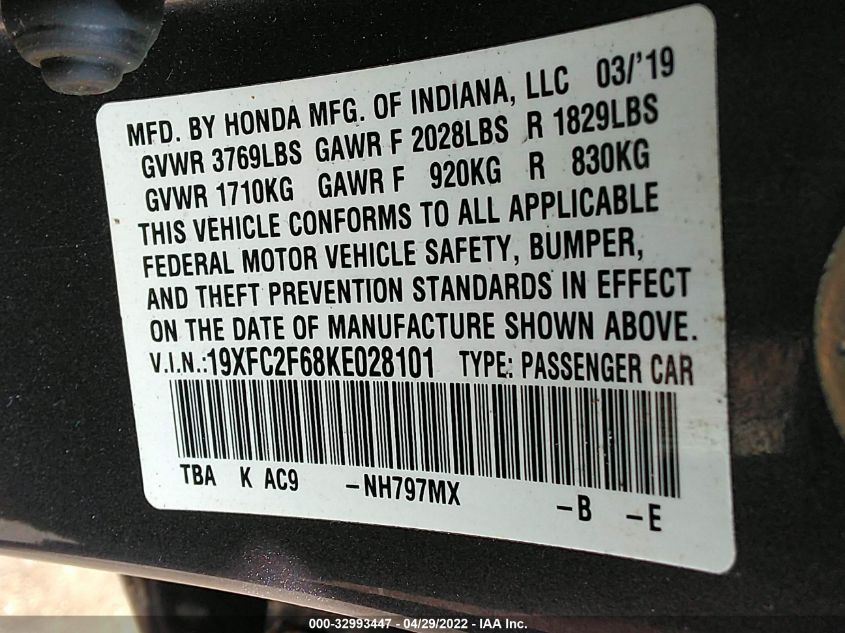 MFD. BY HONDA MFG. OF INDIANA, LLC 03/'19
GVWR 3769LBS GAWR F 2028LBS R 1829LBS
GVWR 1710KG GAWR F 920KG R 830KG
THIS VEHICLE CONFORMS TO ALL APPLICABLE
FEDERAL MOTOR VEHICLE SAFETY, BUMPER,
AND THEFT PREVENTION STANDARDS IN EFFECT
ON THE DATE OF MANUFACTURE SHOWN ABOVE.
V.I.N.:19XFC2F68KE028101 TYPE: PASSENGER CAR
TBA K AC9 -NH797MX -B -E
000-32993447 - 04/29/2022 - IAA Inc.